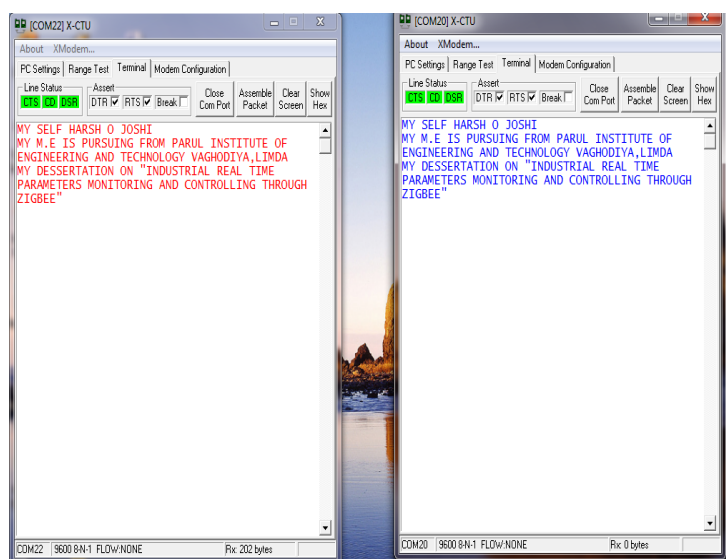 [COM22] X-CTU
About XModem...
PC Settings Range Test Terminal Modem Configuration
Line Status
CTS CD DSR
Assert
DTR RTS Break
Close Com Port
Assemble Packet
Clear Screen
Show Hex
MY SELF HARSH O JOSHI
MY M.E IS PURSUING FROM PARUL INSTITUTE OF
ENGINEERING AND TECHNOLOGY VAGHODIYA,LIMDA
MY DESSERTATION ON "INDUSTRIAL REAL TIME
PARAMETERS MONITORING AND CONTROLLING THROUGH
ZIGBEE"
COM22 9600 8-N-1 FLOW:NONE Rx: 202 bytes
[COM20] X-CTU
About XModem...
PC Settings Range Test Terminal Modem Configuration
Line Status
CTS CD DSR
Assert
DTR RTS Break
Close Com Port
Assemble Packet
Clear Screen
Show Hex
MY SELF HARSH O JOSHI
MY M.E IS PURSUING FROM PARUL INSTITUTE OF
ENGINEERING AND TECHNOLOGY VAGHODIYA,LIMDA
MY DESSERTATION ON "INDUSTRIAL REAL TIME
PARAMETERS MONITORING AND CONTROLLING THROUGH
ZIGBEE"
COM20 9600 8-N-1 FLOW:NONE Rx: 0 bytes